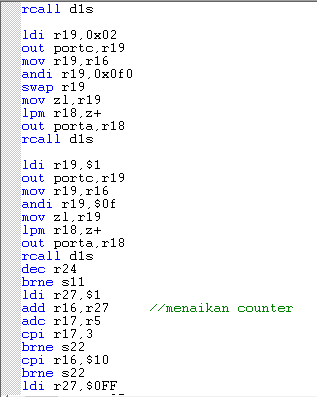 rcall d1s
ldi r19,0x02
out portc,r19
mov r19,r16
andi r19,0x0f0
swap r19
mov zl,r19
lpm r18,z+
out porta,r18
rcall d1s
ldi r19,$1
out portc,r19
mov r19,r16
andi r19,$0f
mov zl,r19
lpm r18,z+
out porta,r18
rcall d1s
dec r24
brne s11
ldi r27,$1
add r16,r27 //menaikan counter
adc r17,r5
cpi r17,3
brne s22
cpi r16,$10
brne s22
ldi r27,$0FF